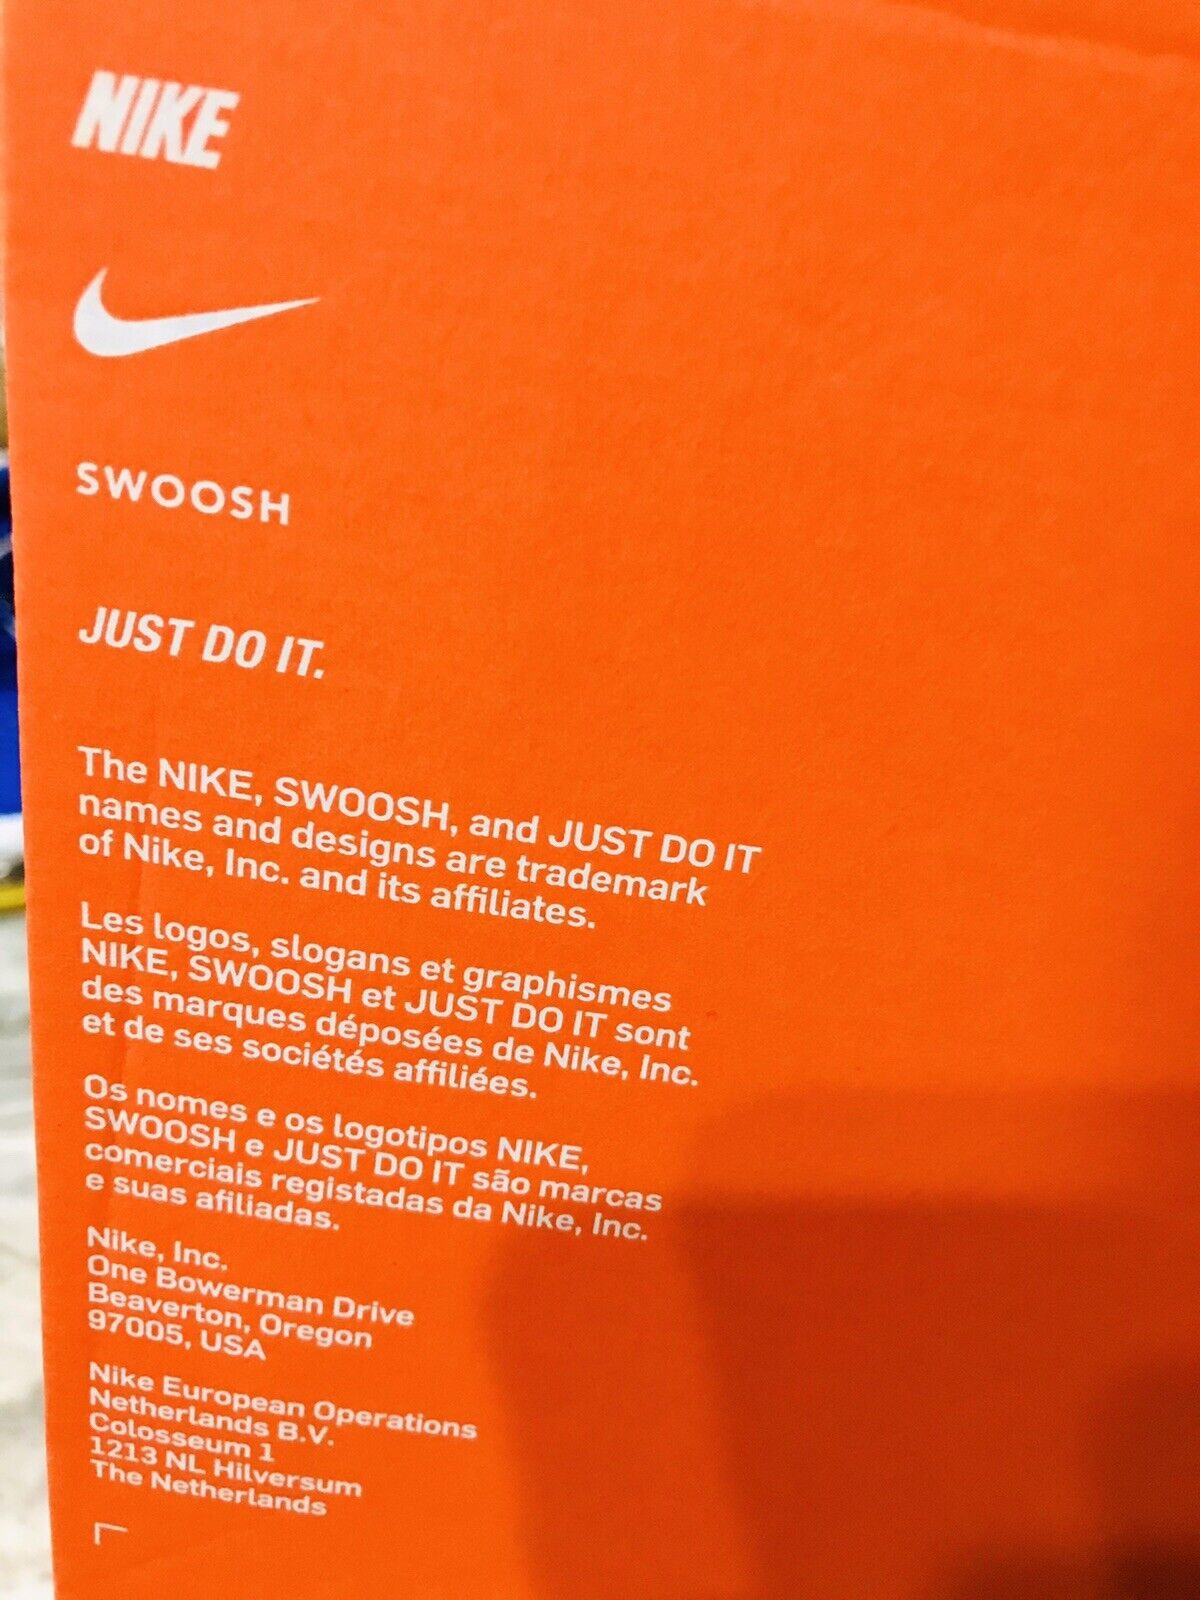 NIKE
SWOOSH
JUST DO IT.
The NIKE, SWOOSH, and JUST DO IT
names and designs are trademark
of Nike, Inc. and its affiliates.
Les logos, slogans et graphismes
NIKE, SWOOSH et JUST DO IT sont
des marques déposées de Nike, Inc.
et de ses sociétés affiliées.
Os nomes e os logotipos NIKE,
SWOOSH e JUST DO IT são marcas
comerciais registadas da Nike, Inc.
e suas afiliadas.
Nike, Inc.
One Bowerman Drive
Beaverton, Oregon
97005, USA
Nike European Operations
Netherlands B.V.
Colosseum 1
1213 NL Hilversum
The Netherlands